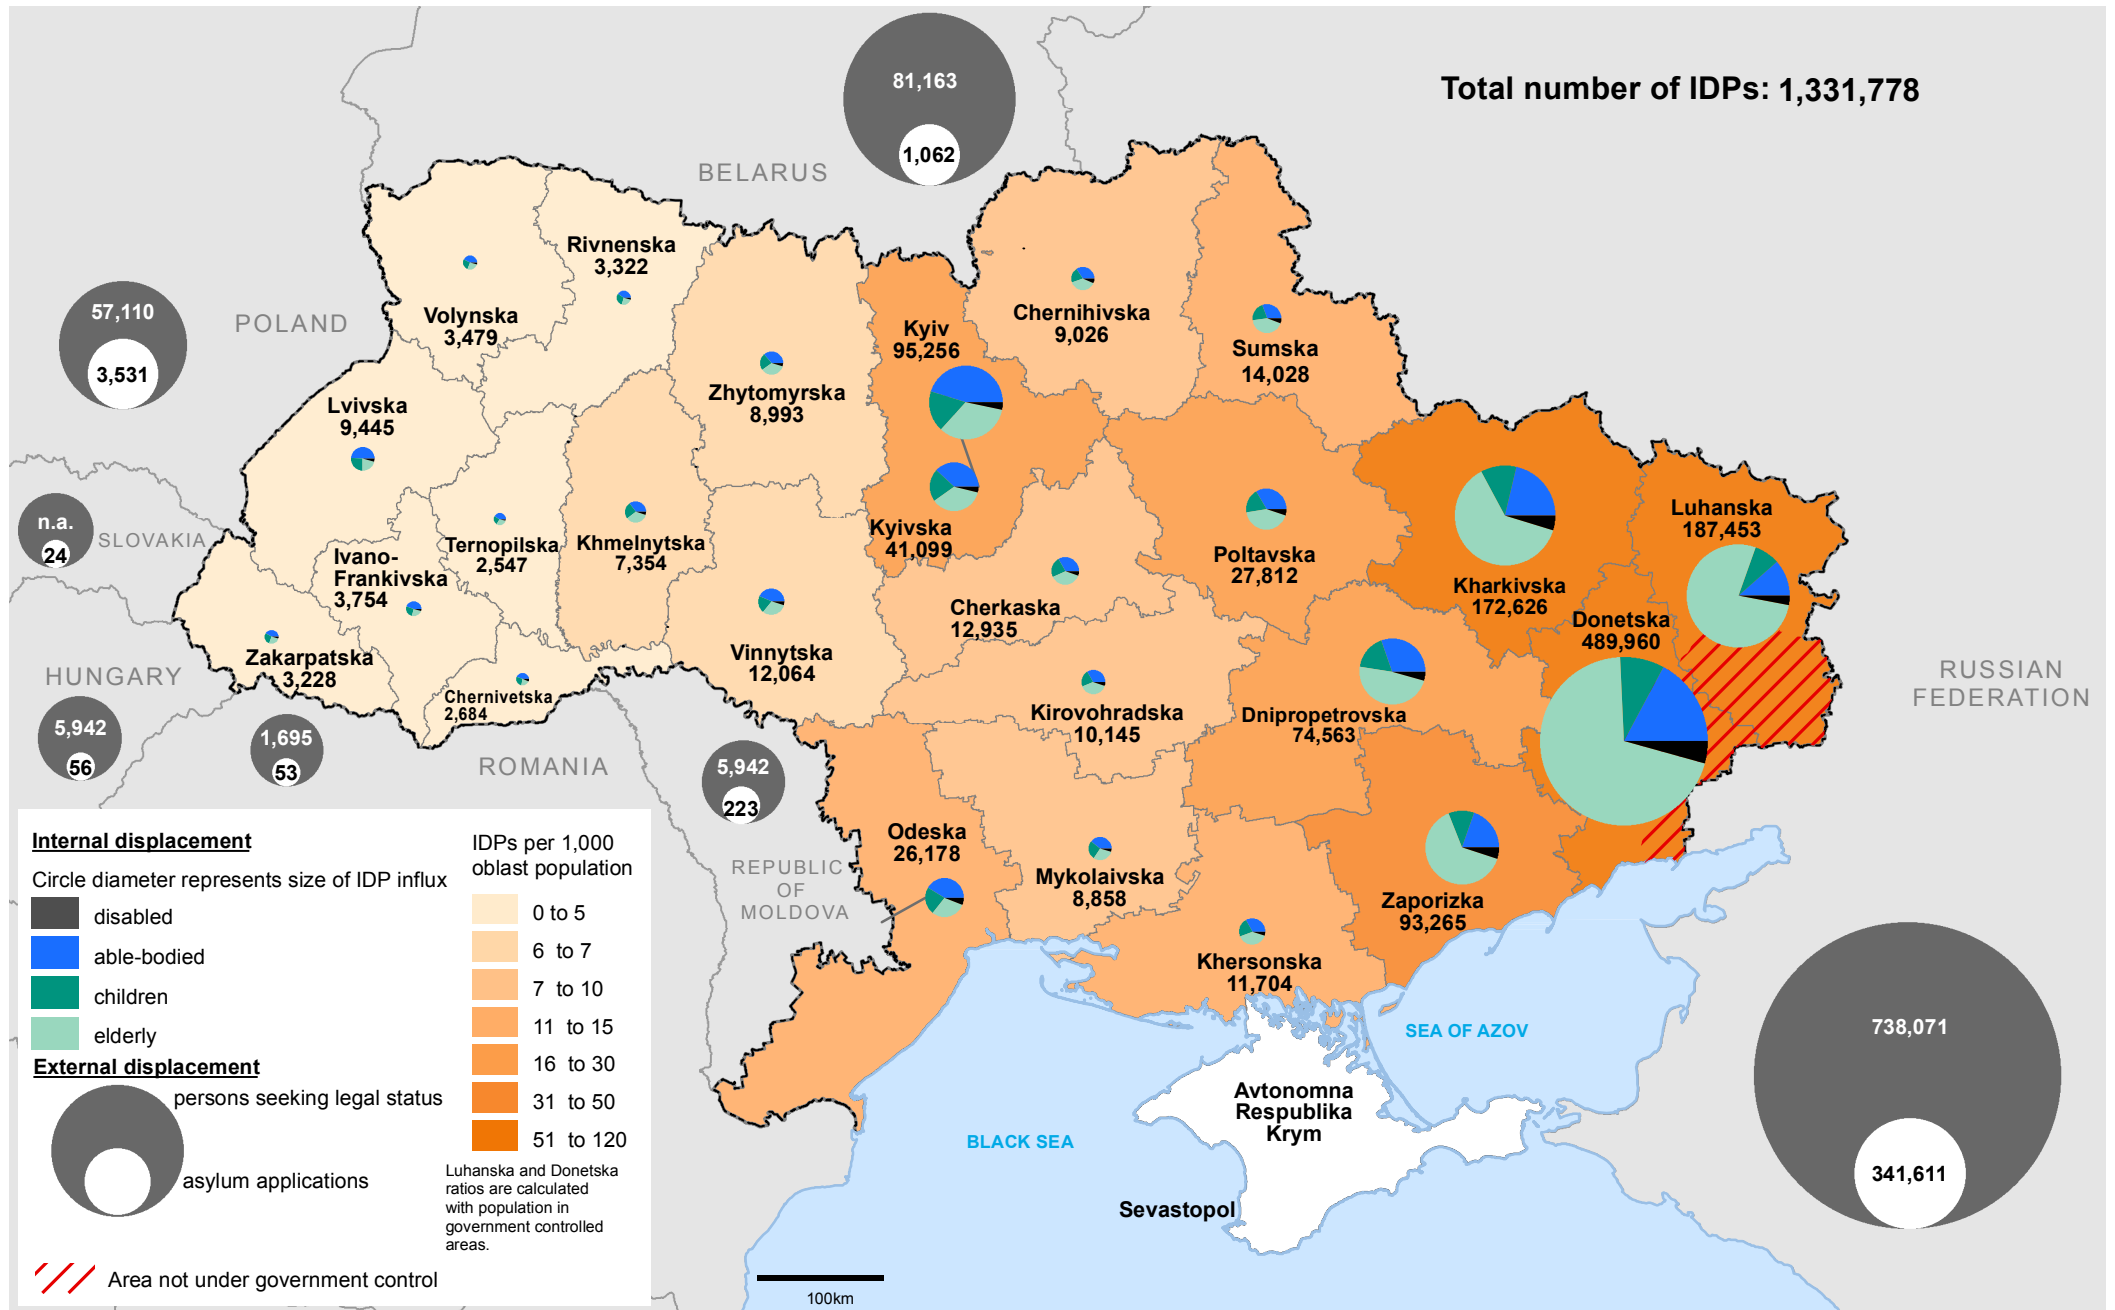 Total number of IDPs: 1,331,778
81,163
1,062
BELARUS
57,110
3,531
POLAND
n.a.
24
SLOVAKIA
HUNGARY
5,942
56
1,695
53
ROMANIA
5,942
223
REPUBLIC
OF
MOLDOVA
RUSSIAN
FEDERATION
738,071
341,611
Volynska
3,479
Rivnenska
3,322
Zhytomyrska
8,993
Kyiv
95,256
Chernihivska
9,026
Sumska
14,028
Lvivska
9,445
Ternopilska
2,547
Khmelnytska
7,354
Ivano-
Frankivska
3,754
Zakarpatska
3,228
Chernivetska
2,684
Vinnytska
12,064
Kyivska
41,099
Cherkaska
12,935
Poltavska
27,812
Kharkivska
172,626
Luhanska
187,453
Donetska
489,960
Kirovohradska
10,145
Dnipropetrovska
74,563
Odeska
26,178
Mykolaivska
8,858
Zaporizka
93,265
Khersonska
11,704
SEA OF AZOV
Avtonomna
Respublika
Krym
BLACK SEA
Sevastopol
Internal displacement
Circle diameter represents size of IDP influx
disabled
able-bodied
children
elderly
External displacement
persons seeking legal status
asylum applications
Area not under government control
IDPs per 1,000
oblast population
0 to 5
6 to 7
7 to 10
11 to 15
16 to 30
31 to 50
51 to 120
Luhanska and Donetska
ratios are calculated
with population in
government controlled
areas.
100km